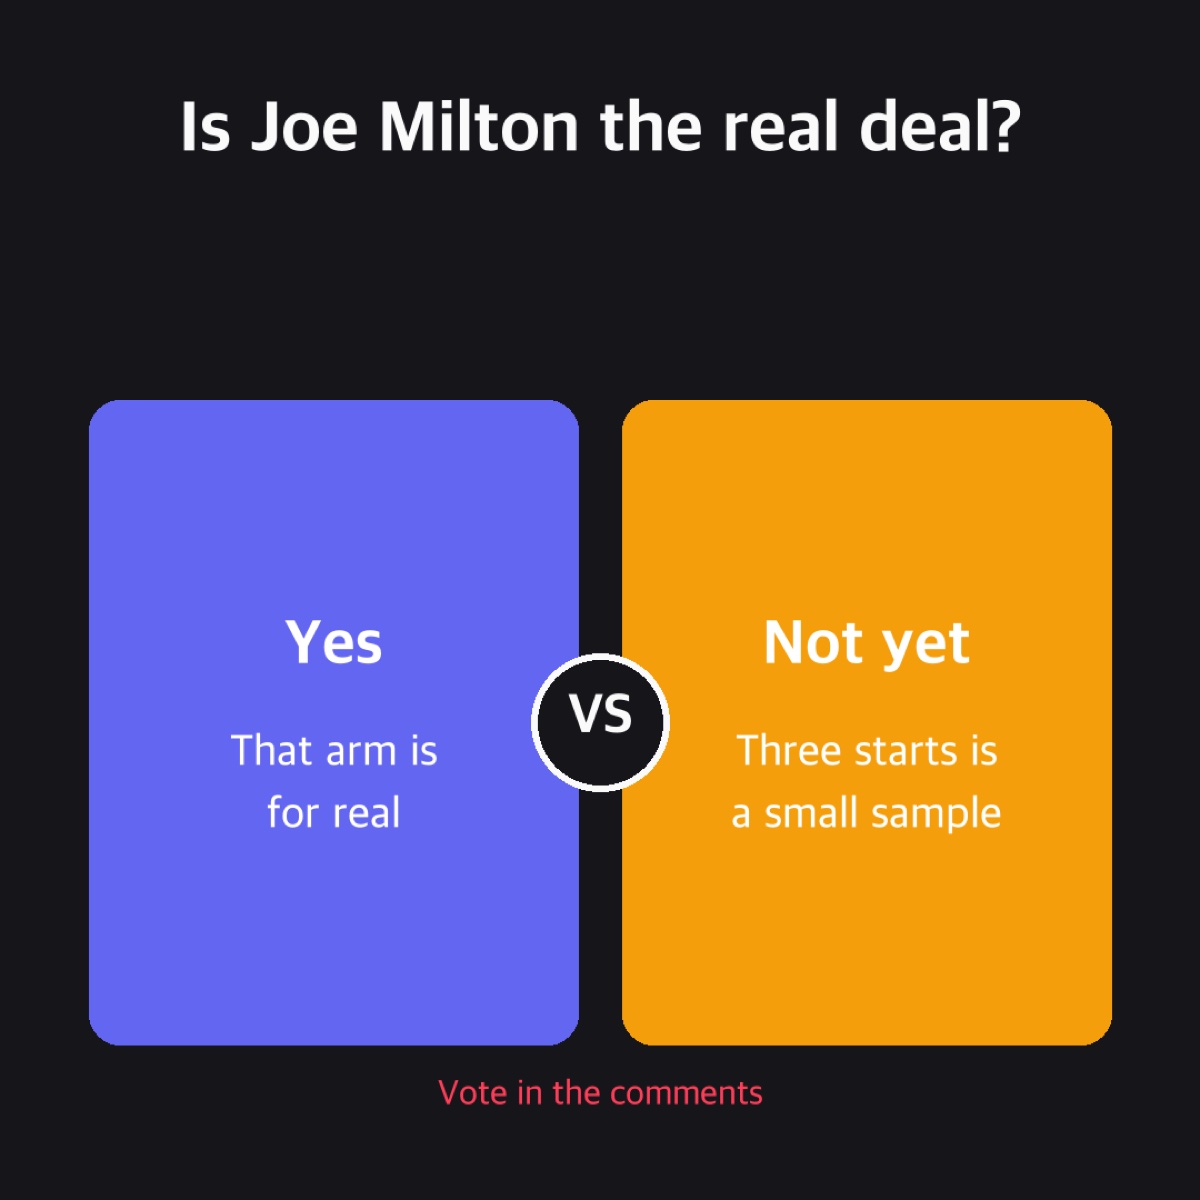 Is Joe Milton the real deal?
Yes
That arm is
for real
VS
Not yet
Three starts is
a small sample
Vote in the comments